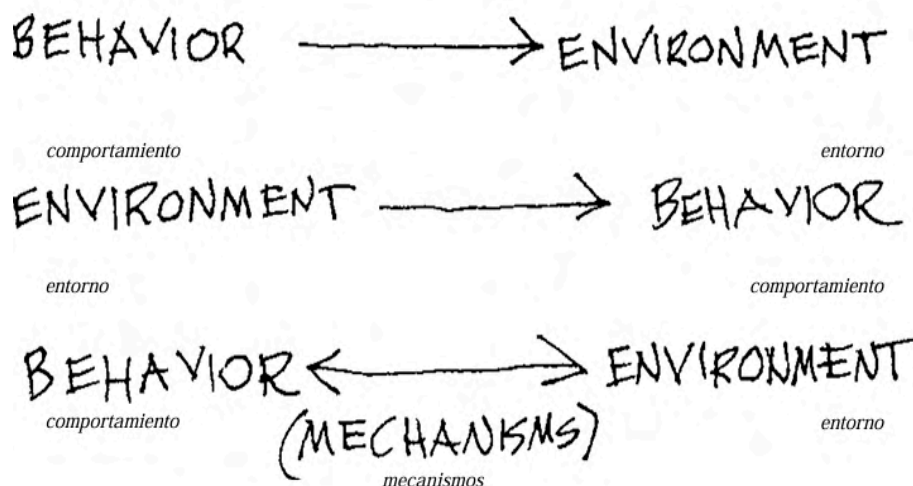 BEHAVIOR → ENVIRONMENT
comportamiento entorno
ENVIRONMENT → BEHAVIOR
entorno comportamiento
BEHAVIOR ↔ ENVIRONMENT
comportamiento (MECHANISMS) entorno
mecanismos